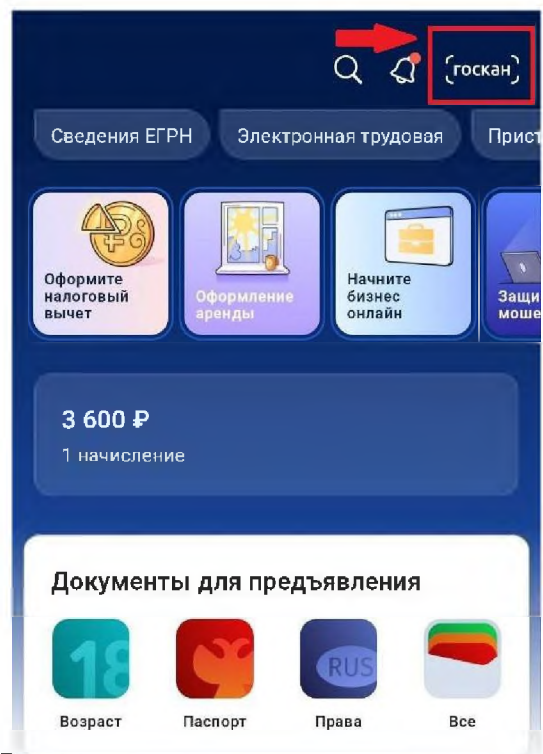 госкан
Сведения ЕГРН Электронная трудовая Прист
Оформите
налоговый
вычет
Оформление
аренды
Начните
бизнес
онлайн
Защи
моше
3 600 ₽
1 начисление
Документы для предъявления
18
RUS
Возраст Паспорт Права Все